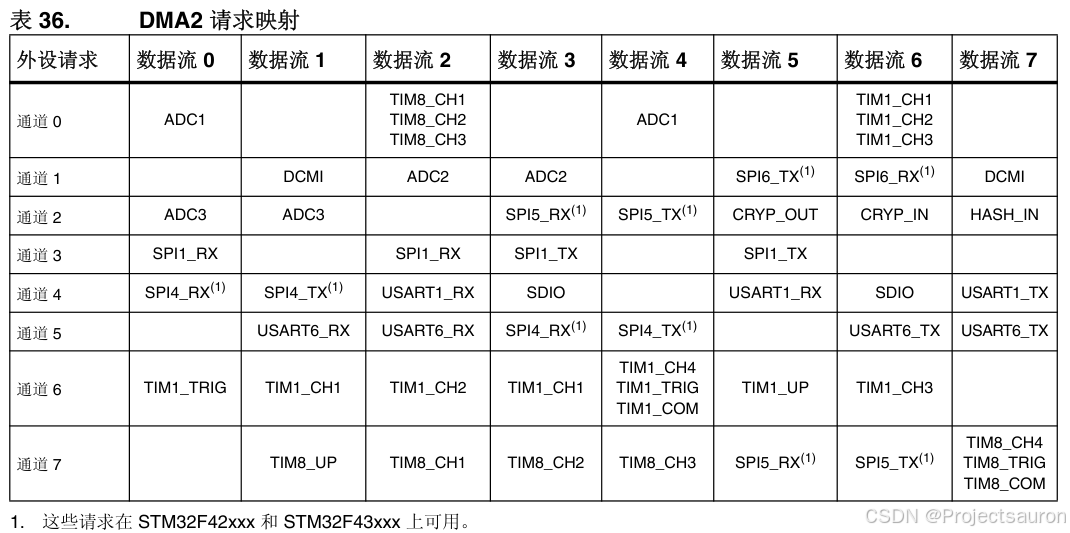 表 36. DMA2 请求映射
外设请求 数据流 0 数据流 1 数据流 2 数据流 3 数据流 4 数据流 5 数据流 6 数据流 7
通道 0 ADC1 TIM8_CH1 TIM8_CH2 TIM8_CH3 ADC1 TIM1_CH1 TIM1_CH2 TIM1_CH3
通道 1 DCMI ADC2 ADC2 SPI6_TX(1) SPI6_RX(1) DCMI
通道 2 ADC3 ADC3 SPI5_RX(1) SPI5_TX(1) CRYP_OUT CRYP_IN HASH_IN
通道 3 SPI1_RX SPI1_RX SPI1_TX SPI1_TX
通道 4 SPI4_RX(1) SPI4_TX(1) USART1_RX SDIO USART1_RX SDIO USART1_TX
通道 5 USART6_RX USART6_RX SPI4_RX(1) SPI4_TX(1) USART6_TX USART6_TX
通道 6 TIM1_TRIG TIM1_CH1 TIM1_CH2 TIM1_CH1 TIM1_CH4 TIM1_TRIG TIM1_COM TIM1_UP TIM1_CH3
通道 7 TIM8_UP TIM8_CH1 TIM8_CH2 TIM8_CH3 SPI5_RX(1) SPI5_TX(1) TIM8_CH4 TIM8_TRIG TIM8_COM
1. 这些请求在 STM32F42xxx 和 STM32F43xxx 上可用。
CSDN @Projectsauron